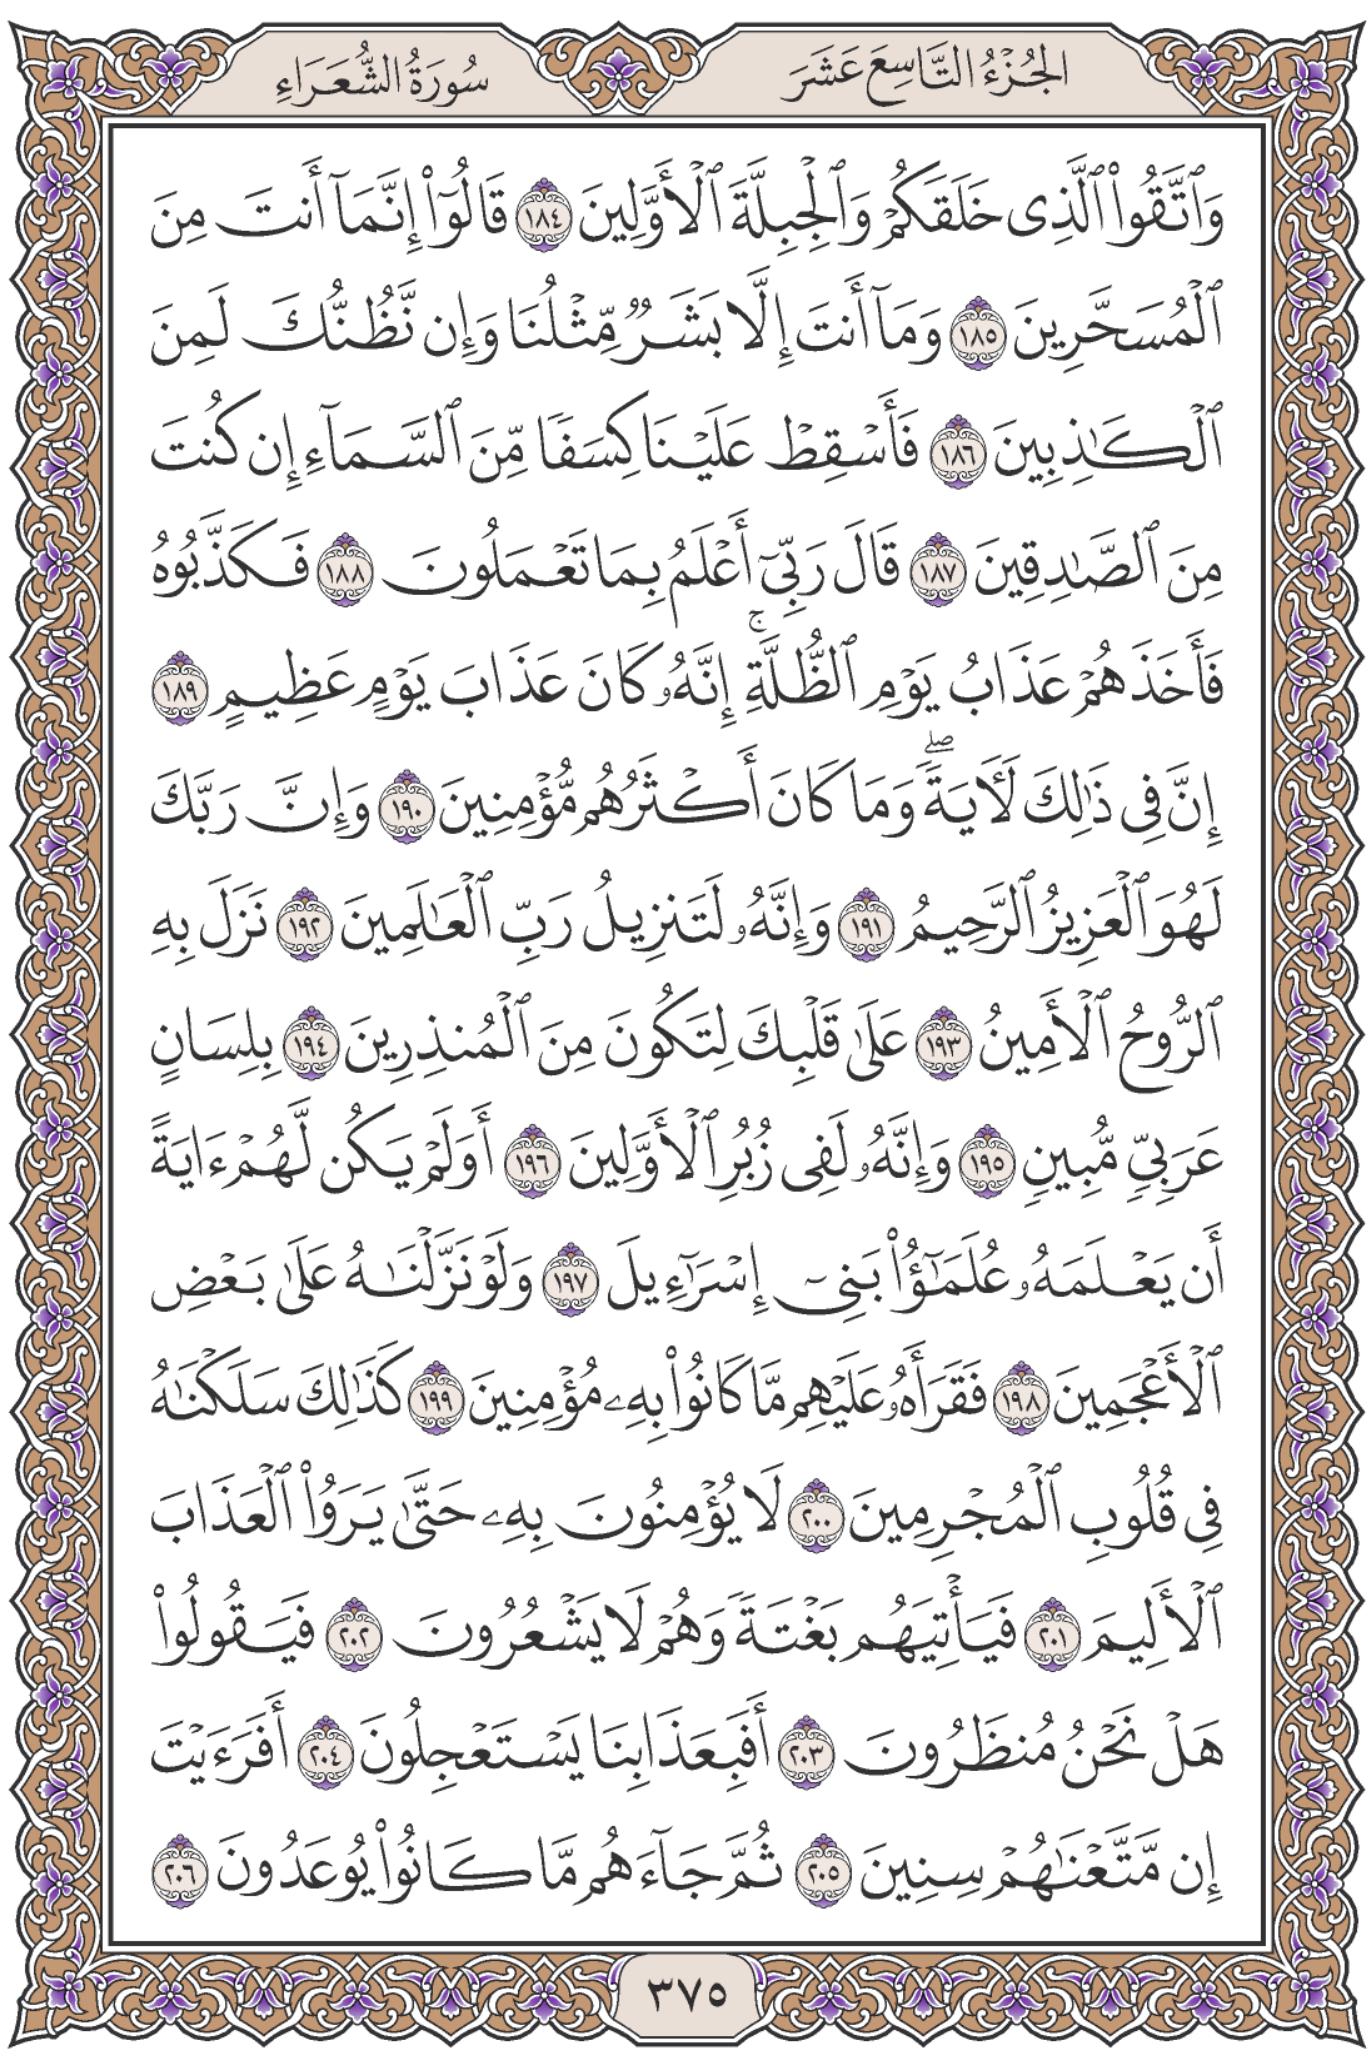 الجُزْءُ التَّاسِعَ عَشَرَ
سُورَةُ الشُّعَرَاءِ
وَٱتَّقُوا۟ ٱلَّذِى خَلَقَكُمْ وَٱلْجِبِلَّةَ ٱلْأَوَّلِينَ ١٨٤ قَالُوٓا۟ إِنَّمَآ أَنتَ مِنَ
ٱلْمُسَحَّرِينَ ١٨٥ وَمَآ أَنتَ إِلَّا بَشَرٌ مِّثْلُنَا وَإِن نَّظُنُّكَ لَمِنَ
ٱلْكَـٰذِبِينَ ١٨٦ فَأَسْقِطْ عَلَيْنَا كِسَفًا مِّنَ ٱلسَّمَآءِ إِن كُنتَ
مِنَ ٱلصَّـٰدِقِينَ ١٨٧ قَالَ رَبِّىٓ أَعْلَمُ بِمَا تَعْمَلُونَ ١٨٨ فَكَذَّبُوهُ
فَأَخَذَهُمْ عَذَابُ يَوْمِ ٱلظُّلَّةِ ۚ إِنَّهُۥ كَانَ عَذَابَ يَوْمٍ عَظِيمٍ ١٨٩
إِنَّ فِى ذَٰلِكَ لَـَٔايَةً ۖ وَمَا كَانَ أَكْثَرُهُم مُّؤْمِنِينَ ١٩٠ وَإِنَّ رَبَّكَ
لَهُوَ ٱلْعَزِيزُ ٱلرَّحِيمُ ١٩١ وَإِنَّهُۥ لَتَنزِيلُ رَبِّ ٱلْعَـٰلَمِينَ ١٩٢ نَزَلَ بِهِ
ٱلرُّوحُ ٱلْأَمِينُ ١٩٣ عَلَىٰ قَلْبِكَ لِتَكُونَ مِنَ ٱلْمُنذِرِينَ ١٩٤ بِلِسَانٍ
عَرَبِىٍّ مُّبِينٍ ١٩٥ وَإِنَّهُۥ لَفِى زُبُرِ ٱلْأَوَّلِينَ ١٩٦ أَوَلَمْ يَكُن لَّهُمْ ءَايَةً
أَن يَعْلَمَهُۥ عُلَمَـٰٓؤُا۟ بَنِىٓ إِسْرَٰٓءِيلَ ١٩٧ وَلَوْ نَزَّلْنَـٰهُ عَلَىٰ بَعْضِ
ٱلْأَعْجَمِينَ ١٩٨ فَقَرَأَهُۥ عَلَيْهِم مَّا كَانُوا۟ بِهِۦ مُؤْمِنِينَ ١٩٩ كَذَٰلِكَ سَلَكْنَـٰهُ
فِى قُلُوبِ ٱلْمُجْرِمِينَ ٢٠٠ لَا يُؤْمِنُونَ بِهِۦ حَتَّىٰ يَرَوُا۟ ٱلْعَذَابَ
ٱلْأَلِيمَ ٢٠١ فَيَأْتِيَهُم بَغْتَةً وَهُمْ لَا يَشْعُرُونَ ٢٠٢ فَيَقُولُوا۟
هَلْ نَحْنُ مُنظَرُونَ ٢٠٣ أَفَبِعَذَابِنَا يَسْتَعْجِلُونَ ٢٠٤ أَفَرَءَيْتَ
إِن مَّتَّعْنَـٰهُمْ سِنِينَ ٢٠٥ ثُمَّ جَآءَهُم مَّا كَانُوا۟ يُوعَدُونَ ٢٠٦
٣٧٥